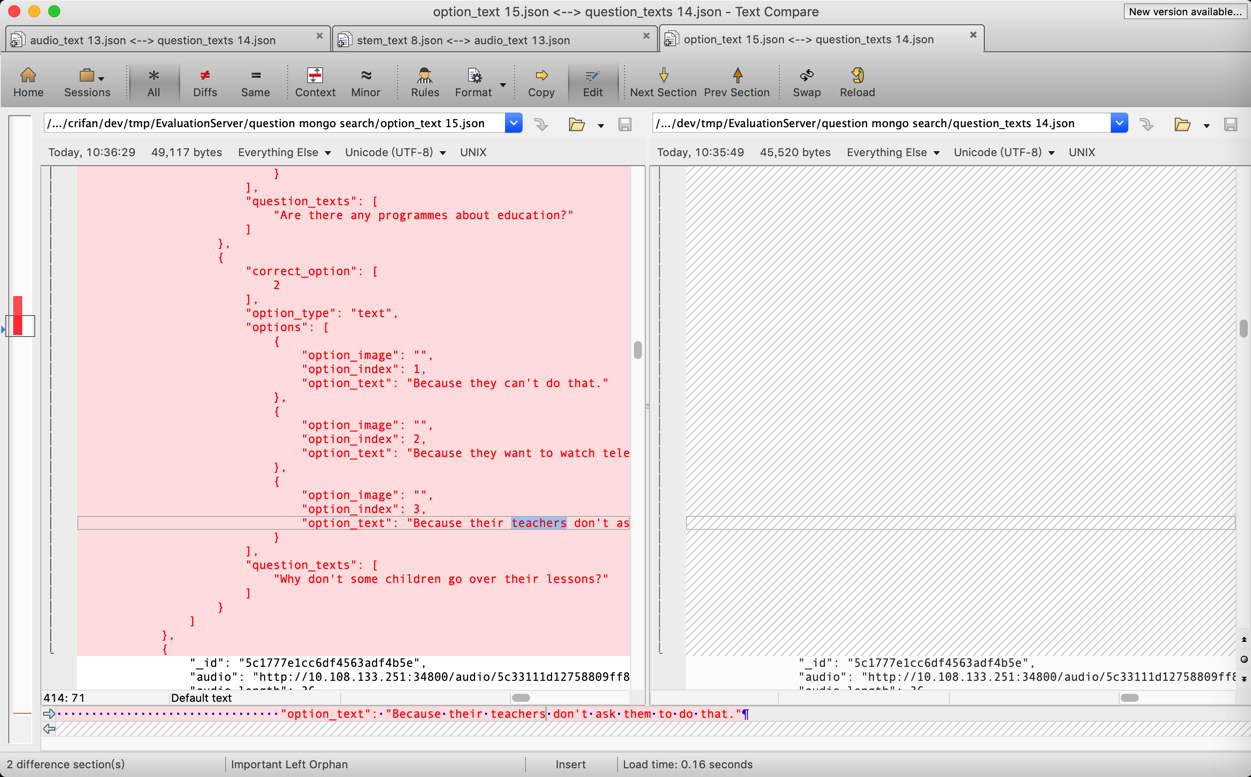 option_text 15.json <--> question_texts 14.json - Text Compare
New version available...
audio_text 13.json <--> question_texts 14.json
stem_text 8.json <--> audio_text 13.json
option_text 15.json <--> question_texts 14.json
Home Sessions All Diffs Same Context Minor Rules Format Copy Edit Next Section Prev Section Swap Reload
/.../crifan/dev/tmp/EvaluationServer/question mongo search/option_text 15.json
/.../dev/tmp/EvaluationServer/question mongo search/question_texts 14.json
Today, 10:36:29 49,117 bytes Everything Else Unicode (UTF-8) UNIX
Today, 10:35:49 45,520 bytes Everything Else Unicode (UTF-8) UNIX
}
],
"question_texts": [
"Are there any programmes about education?"
]
},
{
"correct_option": [
2
],
"option_type": "text",
"options": [
{
"option_image": "",
"option_index": 1,
"option_text": "Because they can't do that."
},
{
"option_image": "",
"option_index": 2,
"option_text": "Because they want to watch tele
},
{
"option_image": "",
"option_index": 3,
"option_text": "Because their teachers don't as
}
],
"question_texts": [
"Why don't some children go over their lessons?"
]
}
]
},
{
"_id": "5c1777e1cc6df4563adf4b5e",
"audio": "http://10.108.133.251:34800/audio/5c33111d12758809ff8
"audio_length": 36
"_id": "5c1777e1cc6df4563adf4b5e",
"audio": "http://10.108.133.251:34800/audio/5c33111d12758809ff8
414: 71 Default text
"option_text":·"Because·their·teachers·don't·ask·them·to·do·that."¶
2 difference section(s) Important Left Orphan Insert Load time: 0.16 seconds